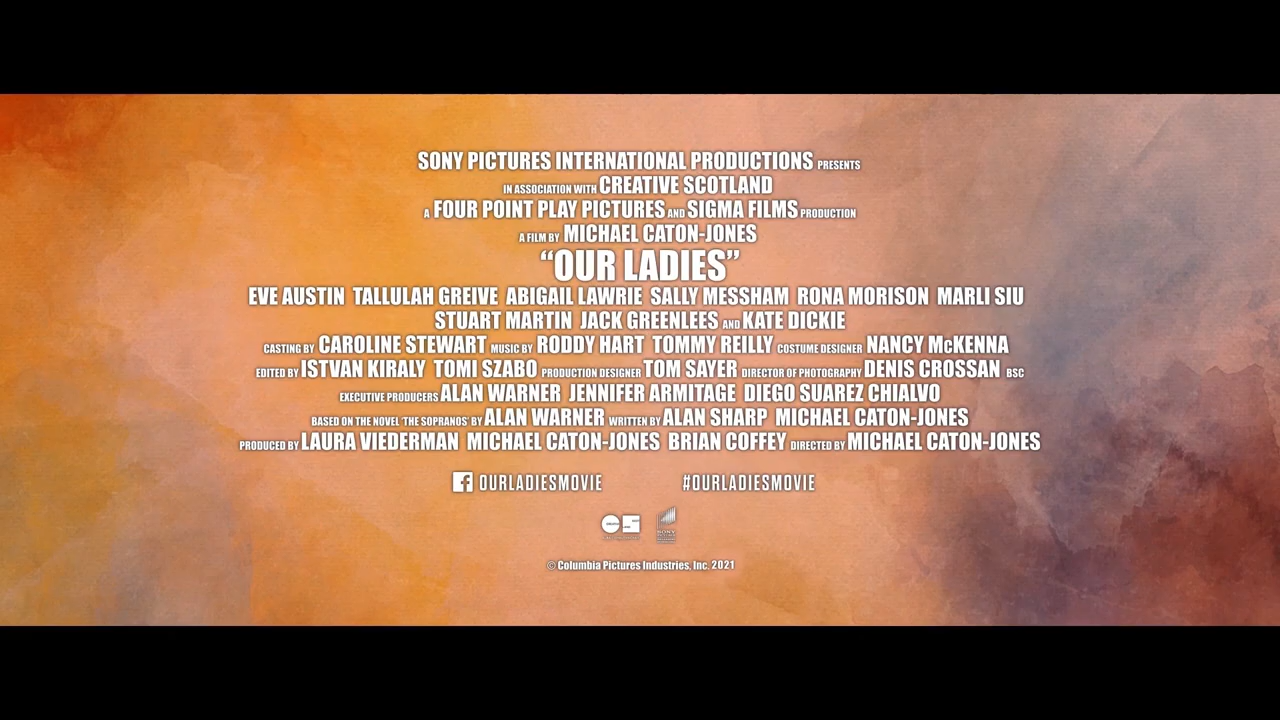 SONY PICTURES INTERNATIONAL PRODUCTIONS PRESENTS
IN ASSOCIATION WITH CREATIVE SCOTLAND
A FOUR POINT PLAY PICTURES AND SIGMA FILMS PRODUCTION
A FILM BY MICHAEL CATON-JONES
“OUR LADIES”
EVE AUSTIN TALLULAH GREIVE ABIGAIL LAWRIE SALLY MESSHAM RONA MORISON MARLI SIU
STUART MARTIN JACK GREENLEES AND KATE DICKIE
CASTING BY CAROLINE STEWART MUSIC BY RODDY HART TOMMY REILLY COSTUME DESIGNER NANCY McKENNA
EDITED BY ISTVAN KIRALY TOMI SZABO PRODUCTION DESIGNER TOM SAYER DIRECTOR OF PHOTOGRAPHY DENIS CROSSAN BSC
EXECUTIVE PRODUCERS ALAN WARNER JENNIFER ARMITAGE DIEGO SUAREZ CHIALVO
BASED ON THE NOVEL 'THE SOPRANOS' BY ALAN WARNER WRITTEN BY ALAN SHARP MICHAEL CATON-JONES
PRODUCED BY LAURA VIEDERMAN MICHAEL CATON-JONES BRIAN COFFEY DIRECTED BY MICHAEL CATON-JONES
OURLADIESMOVIE #OURLADIESMOVIE
SONY
© Columbia Pictures Industries, Inc. 2021